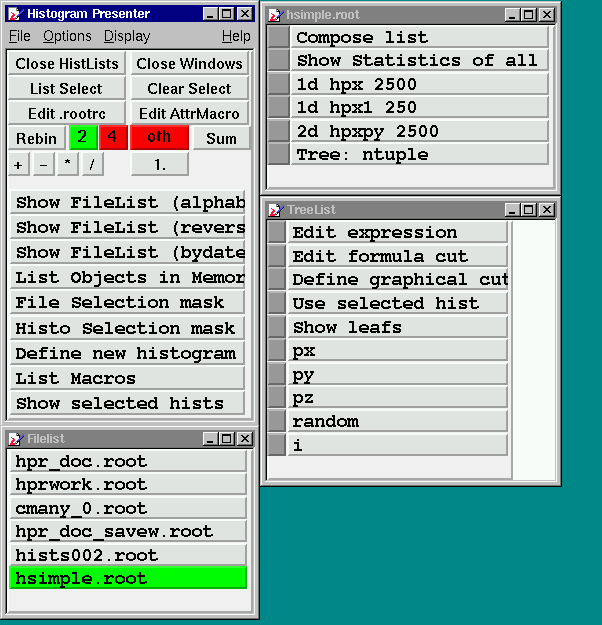 Histogram Presenter
File Options Display Help
Close HistLists Close Windows
List Select Clear Select
Edit .rootrc Edit AttrMacro
Rebin 2 4 oth Sum
+ - * / 1.
Show FileList (alphab
Show FileList (revers
Show FileList (bydate
List Objects in Memor
File Selection mask
Histo Selection mask
Define new histogram
List Macros
Show selected hists
Filelist
hpr_doc.root
hprwork.root
cmany_0.root
hpr_doc_savew.root
hists002.root
hsimple.root
hsimple.root
Compose list
Show Statistics of all
1d hpx 2500
1d hpx1 250
2d hpxpy 2500
Tree: ntuple
TreeList
Edit expression
Edit formula cut
Define graphical cut
Use selected hist
Show leafs
px
py
pz
random
i